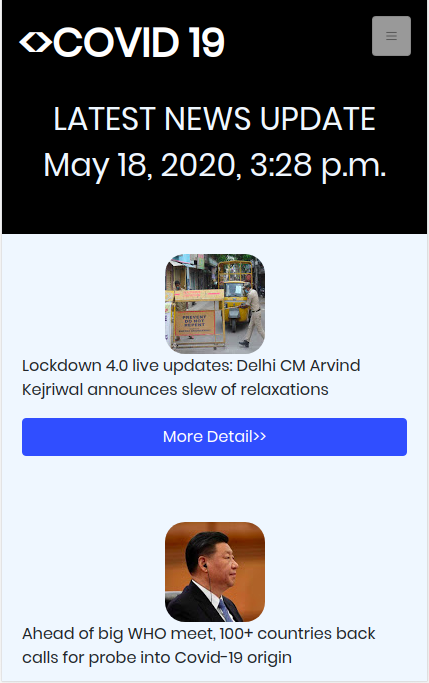 <>COVID 19
LATEST NEWS UPDATE
May 18, 2020, 3:28 p.m.
PREVENT
DO NOT
REPENT
Lockdown 4.0 live updates: Delhi CM Arvind
Kejriwal announces slew of relaxations
More Detail>>
Ahead of big WHO meet, 100+ countries back
calls for probe into Covid-19 origin